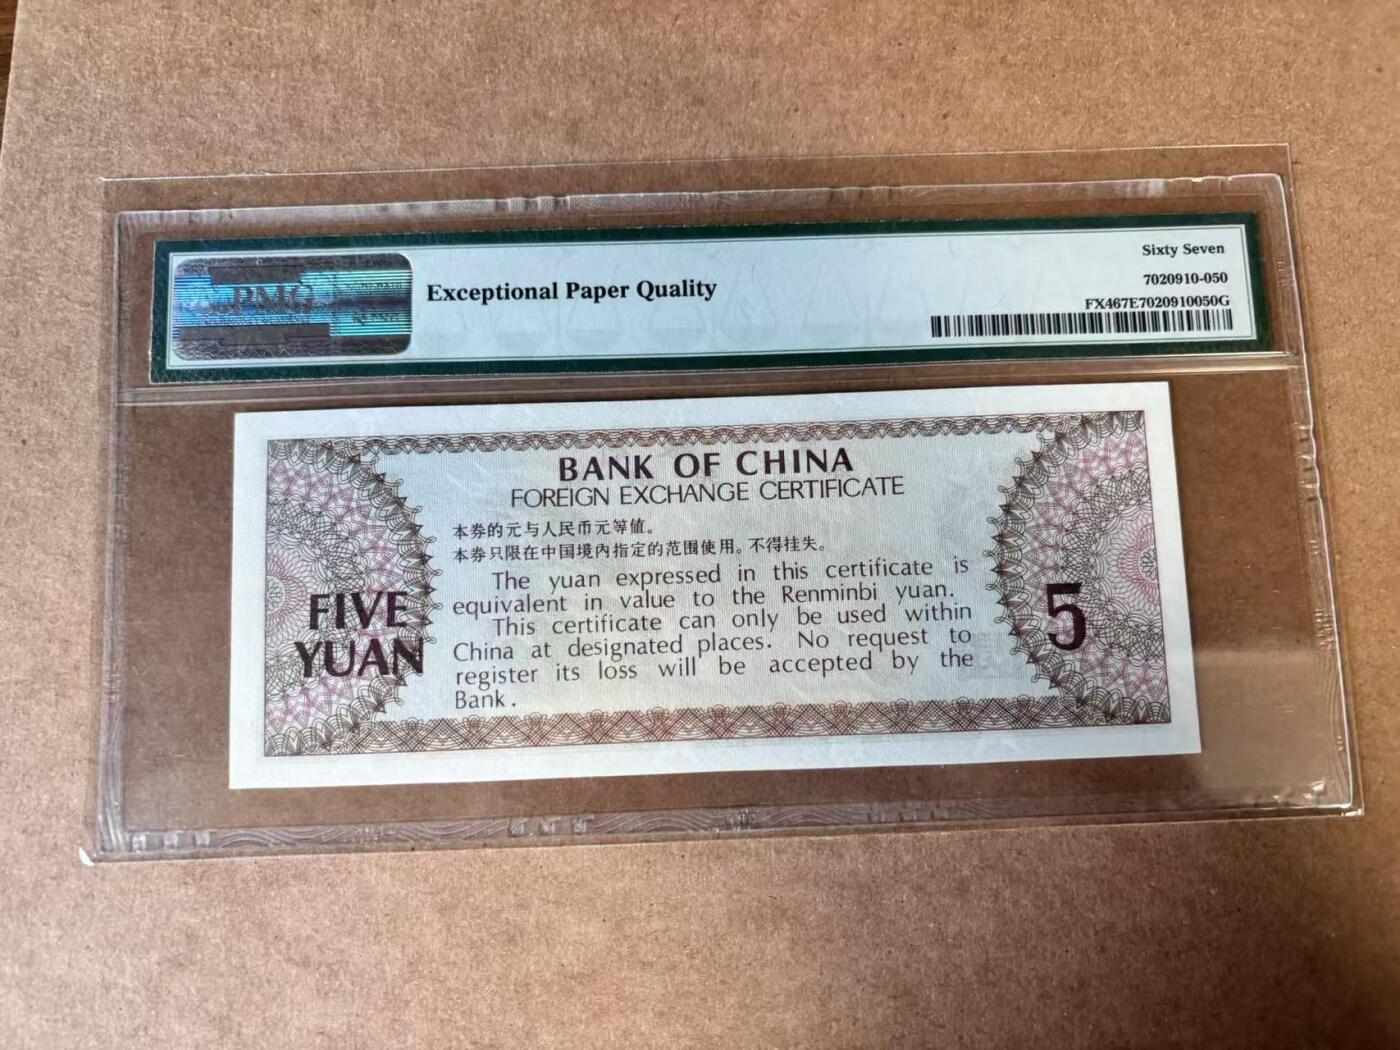 PMG
Exceptional Paper Quality
Sixty Seven
7020910-050
FX467E7020910050G
BANK OF CHINA
FOREIGN EXCHANGE CERTIFICATE
本券的元与人民币元等值。
本券只限在中国境内指定的范围使用。不得挂失。
The yuan expressed in this certificate is
equivalent in value to the Renminbi yuan.
This certificate can only be used within
China at designated places. No request to
register its loss will be accepted by the
Bank.
FIVE
YUAN
5